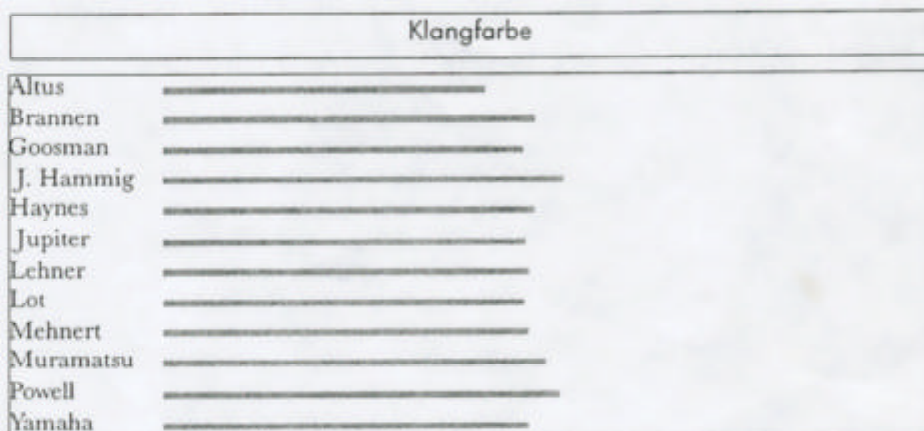 Klangfarbe
Altus
Brannen
Goosman
J. Hammig
Haynes
Jupiter
Lehner
Lot
Mehnert
Muramatsu
Powell
Yamaha